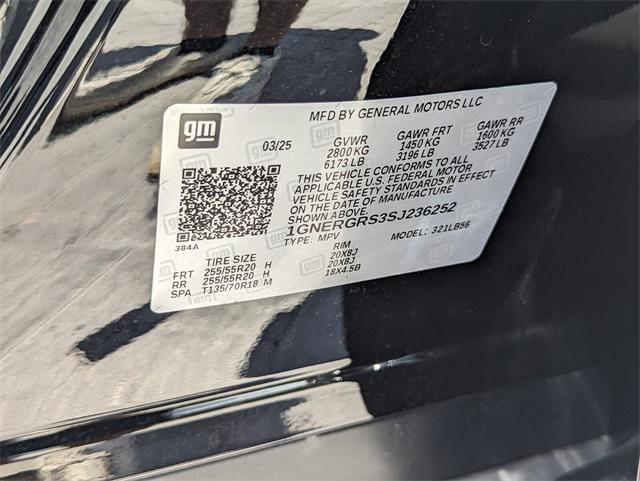 gm
MFD BY GENERAL MOTORS LLC
03/25 GVWR GAWR FRT GAWR RR
2800 KG 1450 KG 1600 KG
6173 LB 3196 LB 3527 LB
THIS VEHICLE CONFORMS TO ALL
APPLICABLE U.S. FEDERAL MOTOR
VEHICLE SAFETY STANDARDS IN EFFECT
ON THE DATE OF MANUFACTURE
SHOWN ABOVE.
1GNERGRS3SJ236252
384A TYPE: MPV MODEL: 321LB56
TIRE SIZE RIM
FRT 255/55R20 H 20X8J
RR 255/55R20 H 20X8J
SPA T135/70R18 M 18X4.5B